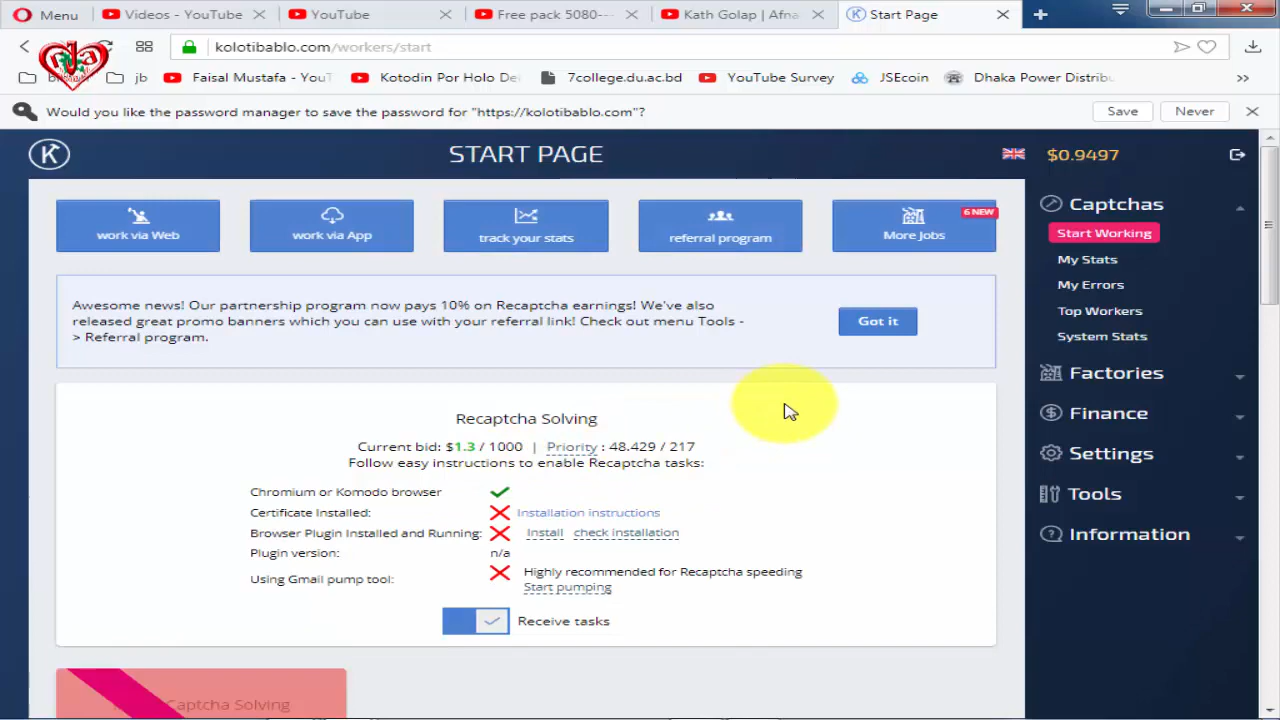 Menu
Videos - YouTube
YouTube
Free pack 5080---
Kath Golap | Afna
Start Page
kolotibablo.com/workers/start
jb
Faisal Mustafa - You
Kotodin Por Holo De
7college.du.ac.bd
YouTube Survey
JSEcoin
Dhaka Power Distribu
Would you like the password manager to save the password for "https://kolotibablo.com"?
Save
Never
K
START PAGE
$0.9497
work via Web
work via App
track your stats
referral program
More Jobs
6 NEW
Awesome news! Our partnership program now pays 10% on Recaptcha earnings! We've also
released great promo banners which you can use with your referral link! Check out menu Tools -
> Referral program.
Got it
Recaptcha Solving
Current bid: $1.3 / 1000 | Priority : 48.429 / 217
Follow easy instructions to enable Recaptcha tasks:
Chromium or Komodo browser
Certificate Installed:
Installation instructions
Browser Plugin Installed and Running:
Install check installation
Plugin version:
n/a
Using Gmail pump tool:
Highly recommended for Recaptcha speeding
Start pumping
Receive tasks
Captcha Solving
Captchas
Start Working
My Stats
My Errors
Top Workers
System Stats
Factories
Finance
Settings
Tools
Information